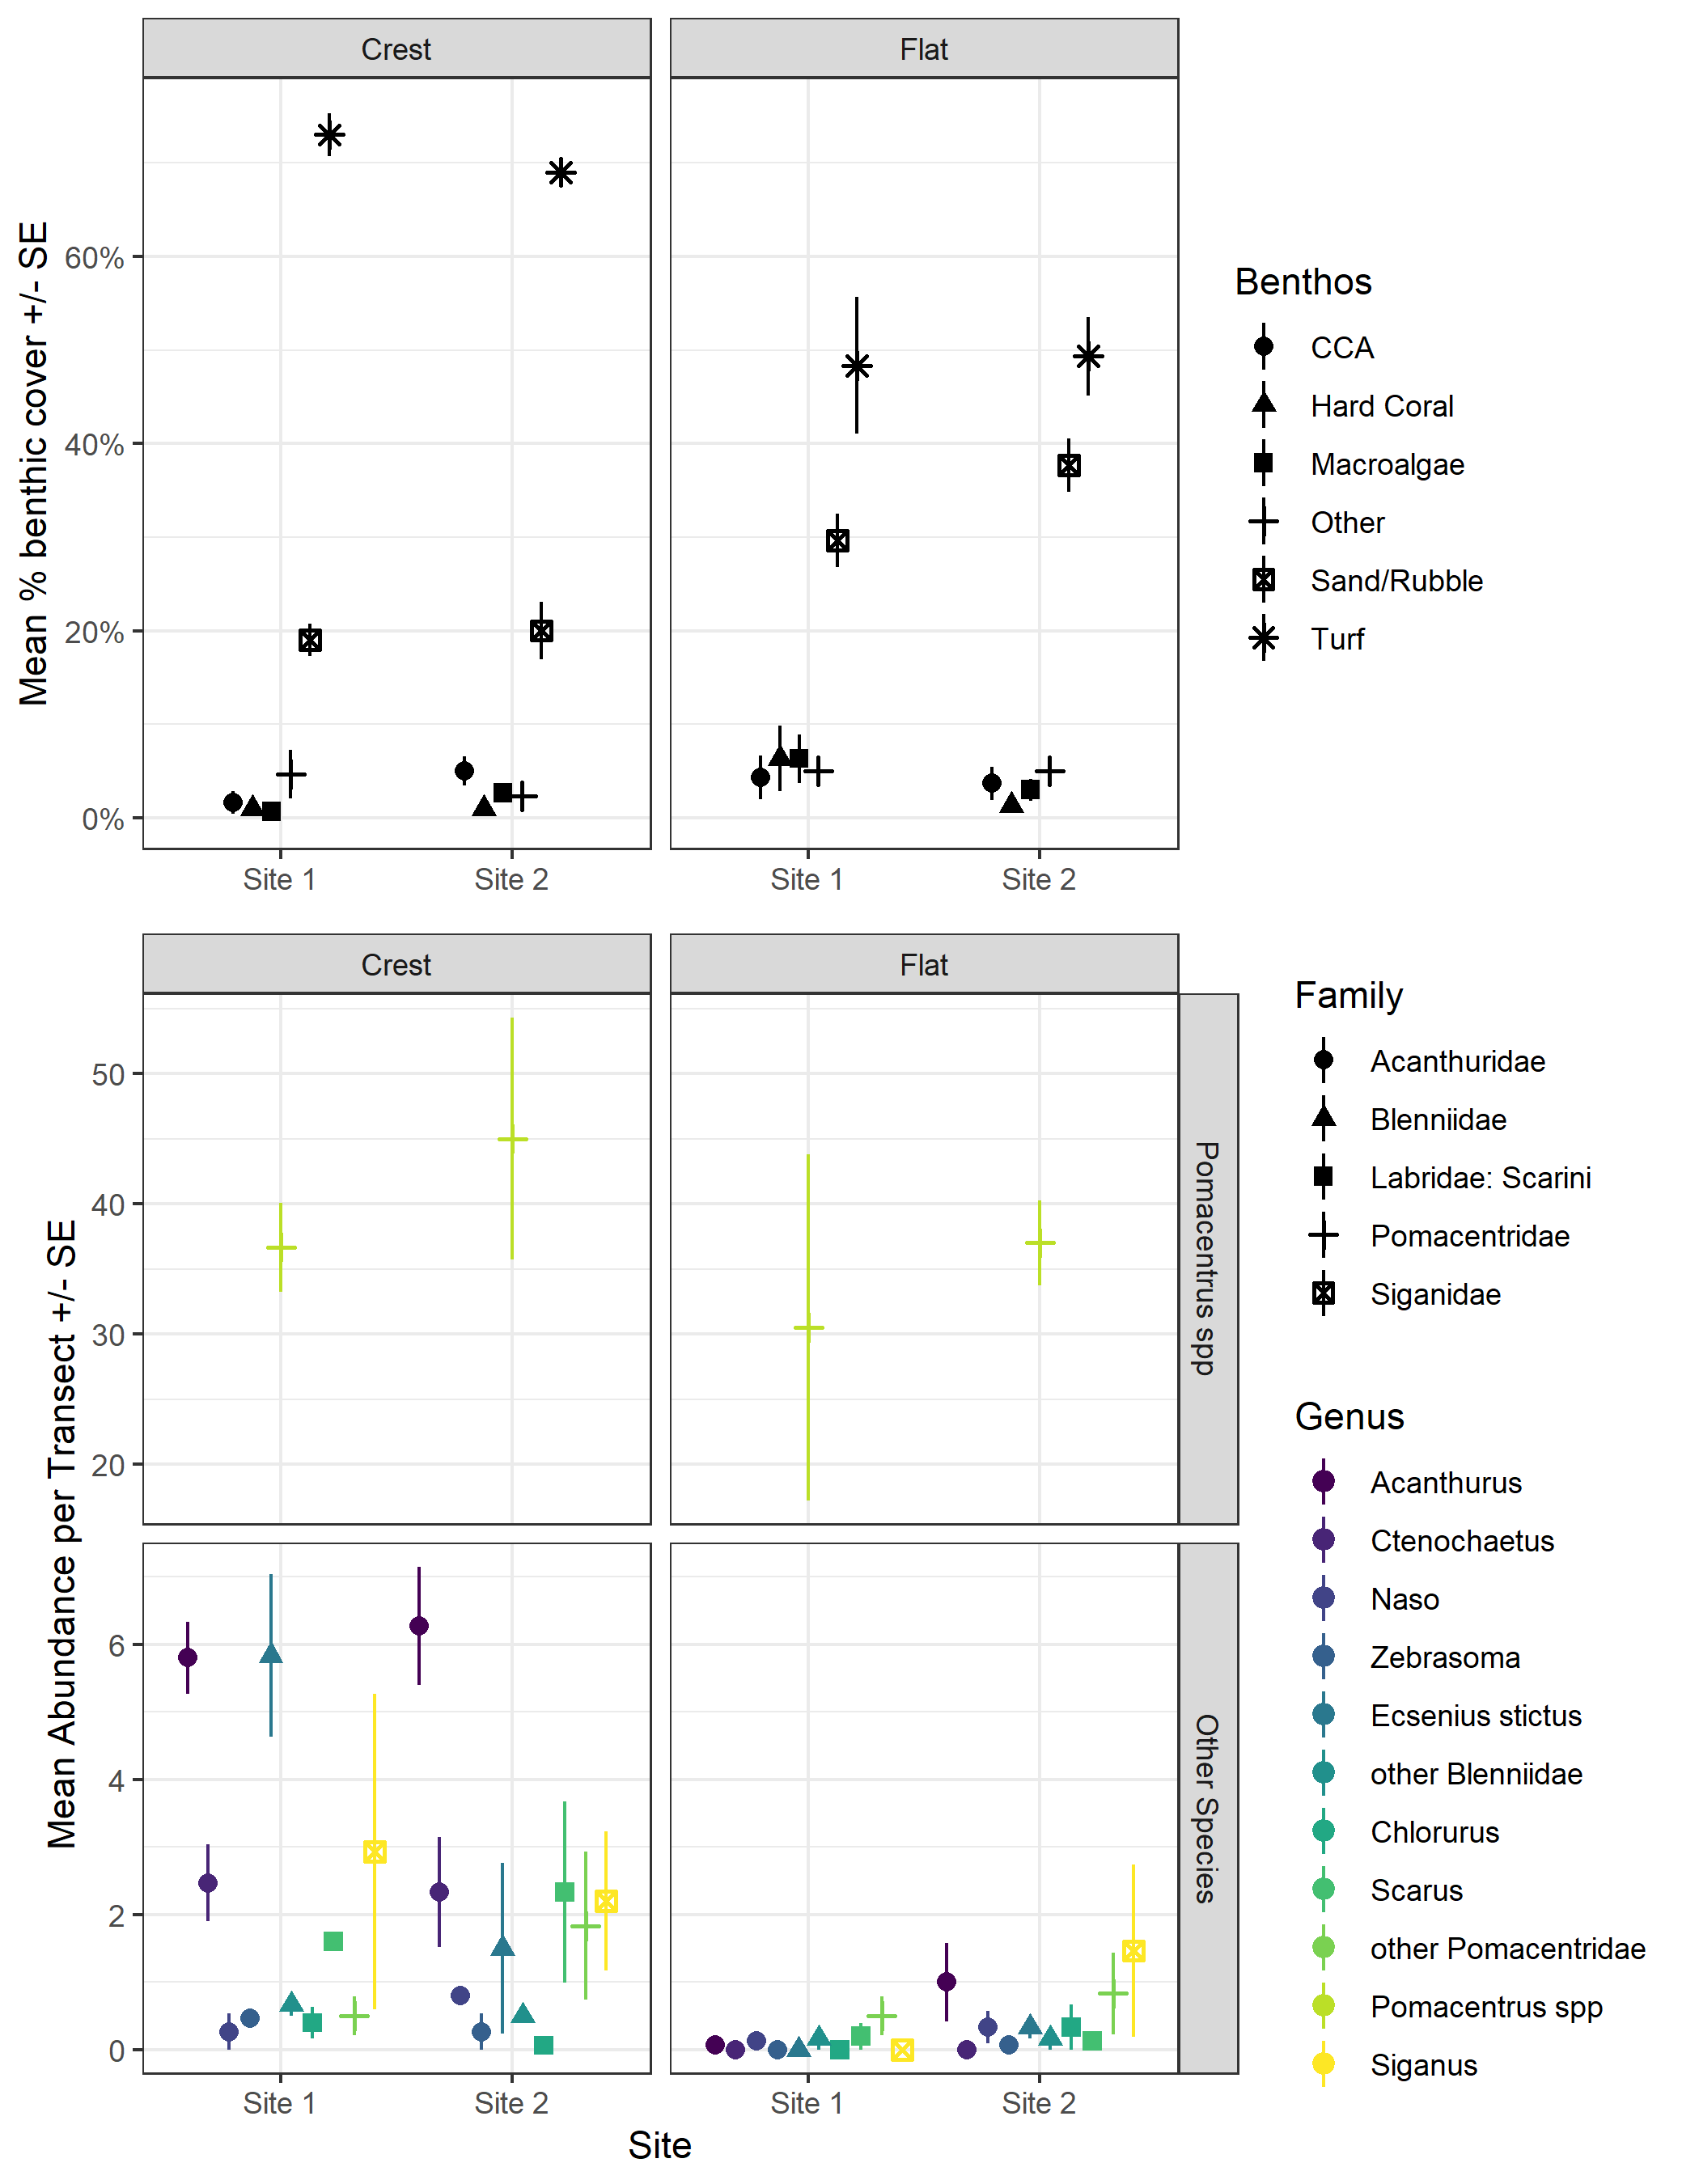 Crest
Flat
Mean % benthic cover +/- SE
60%
40%
20%
0%
Site 1
Site 2
Site 1
Site 2
Benthos
CCA
Hard Coral
Macroalgae
Other
Sand/Rubble
Turf
Crest
Flat
Mean Abundance per Transect +/- SE
50
40
30
20
Pomacentrus spp
6
4
2
0
Other Species
Site 1
Site 2
Site 1
Site 2
Site
Family
Acanthuridae
Blenniidae
Labridae: Scarini
Pomacentridae
Siganidae
Genus
Acanthurus
Ctenochaetus
Naso
Zebrasoma
Ecsenius stictus
other Blenniidae
Chlorurus
Scarus
other Pomacentridae
Pomacentrus spp
Siganus